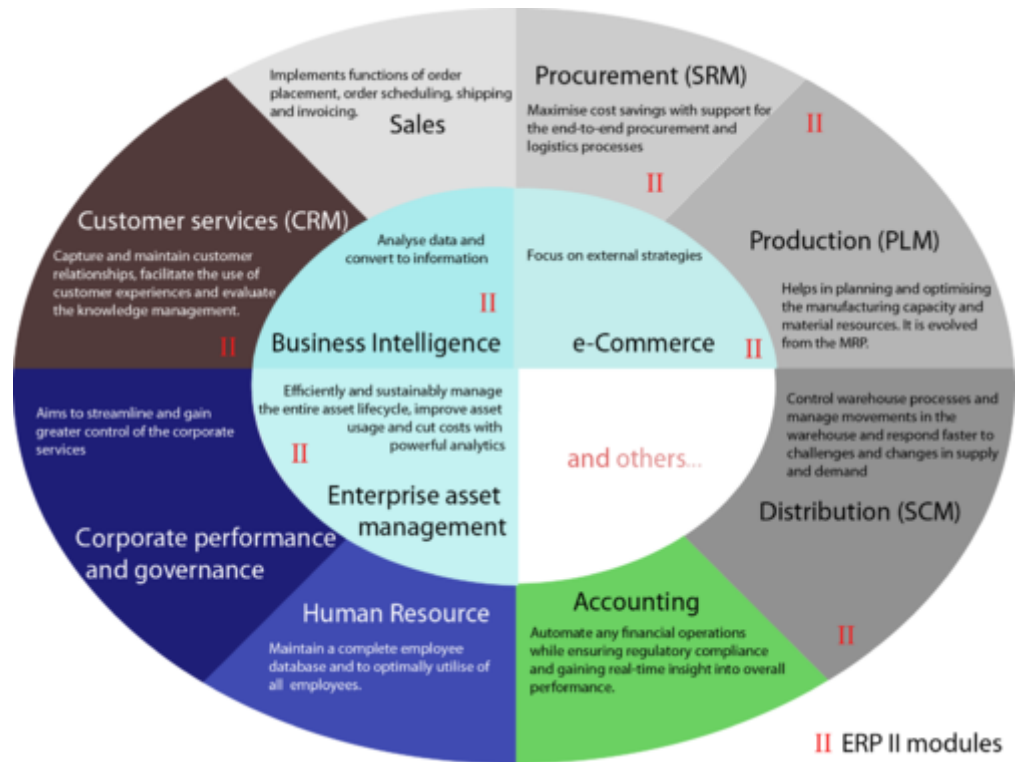 Implements functions of order
placement, order scheduling, shipping
and invoicing.
Sales
Procurement (SRM)
Maximise cost savings with support for
the end-to-end procurement and
logistics processes
II
II
Production (PLM)
Helps in planning and optimising
the manufacturing capacity and
material resources. It is evolved
from the MRP.
Customer services (CRM)
Capture and maintain customer
relationships, facilitate the use of
customer experiences and evaluate
the knowledge management.
II
Analyse data and
convert to information
II
Business Intelligence
Focus on external strategies
e-Commerce
II
Aims to streamline and gain
greater control of the corporate
services
Corporate performance
and governance
Efficiently and sustainably manage
the entire asset lifecycle, improve asset
usage and cut costs with
powerful analytics
II
Enterprise asset
management
and others...
Control warehouse processes and
manage movements in the
warehouse and respond faster to
challenges and changes in supply
and demand
Distribution (SCM)
II
Human Resource
Maintain a complete employee
database and to optimally utilise of
all employees.
Accounting
Automate any financial operations
while ensuring regulatory compliance
and gaining real-time insight into overall
performance.
II ERP II modules